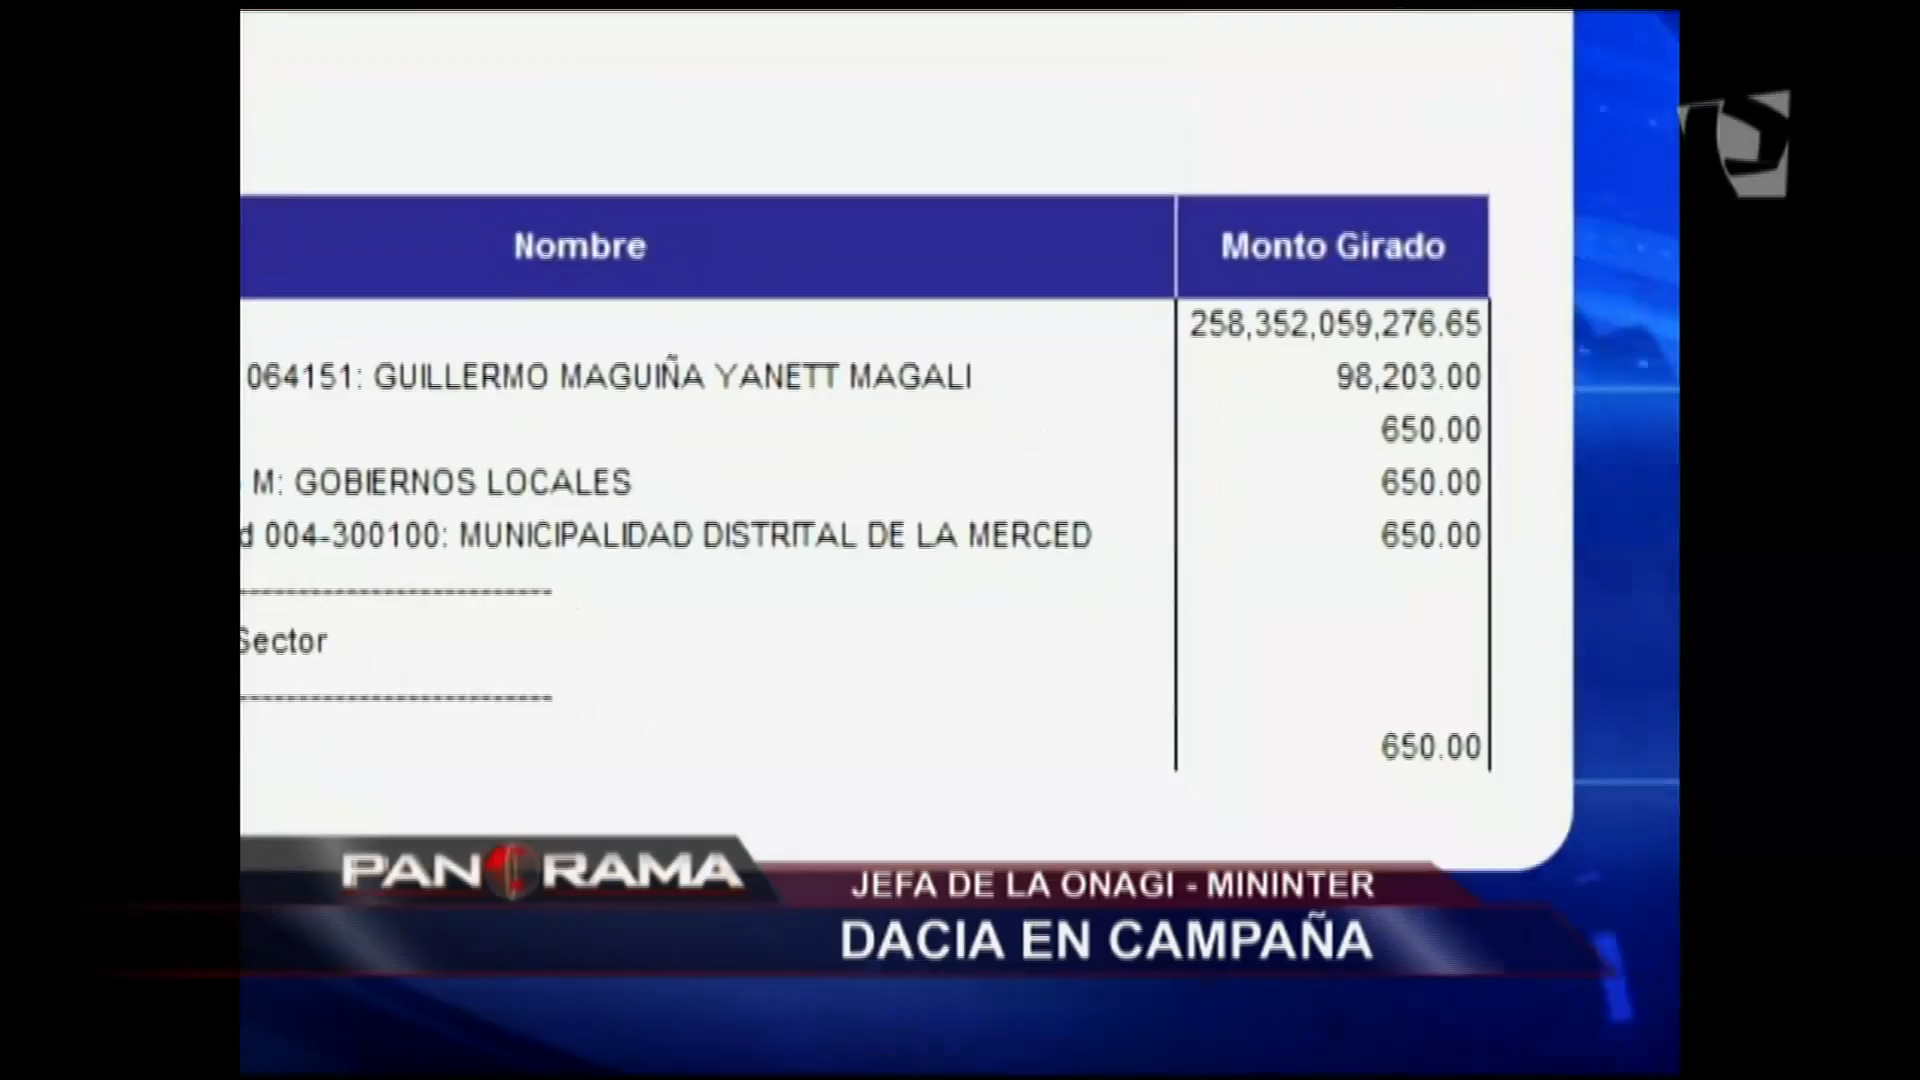 Nombre Monto Girado
258,352,059,276.65
064151: GUILLERMO MAGUIÑA YANETT MAGALI 98,203.00
650.00
M: GOBIERNOS LOCALES 650.00
d 004-300100: MUNICIPALIDAD DISTRITAL DE LA MERCED 650.00
Sector
650.00
PANORAMA
JEFA DE LA ONAGI - MININTER
DACIA EN CAMPAÑA